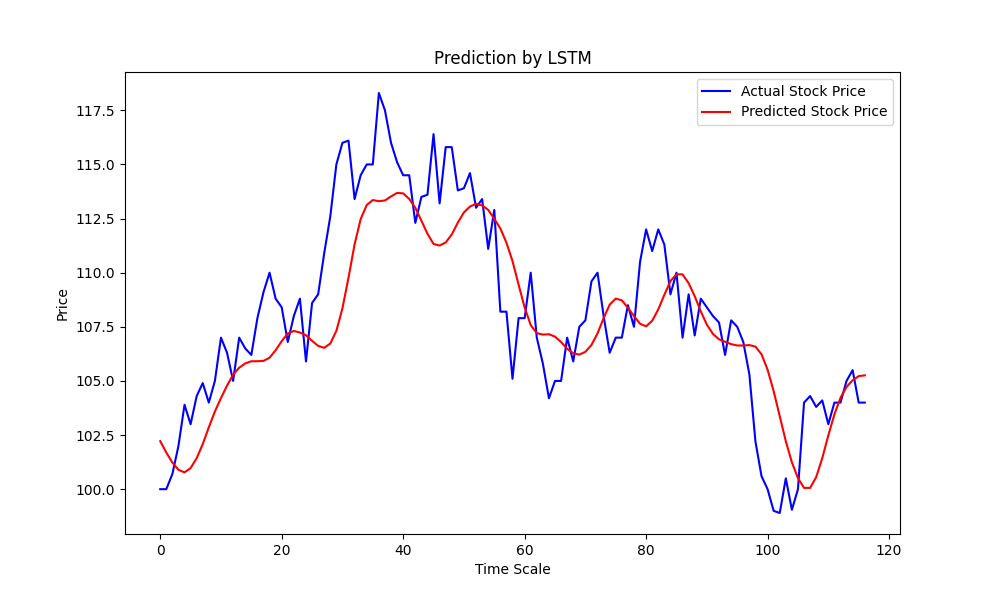 Prediction by LSTM
Actual Stock Price
Predicted Stock Price
Price
117.5
115.0
112.5
110.0
107.5
105.0
102.5
100.0
0 20 40 60 80 100 120
Time Scale